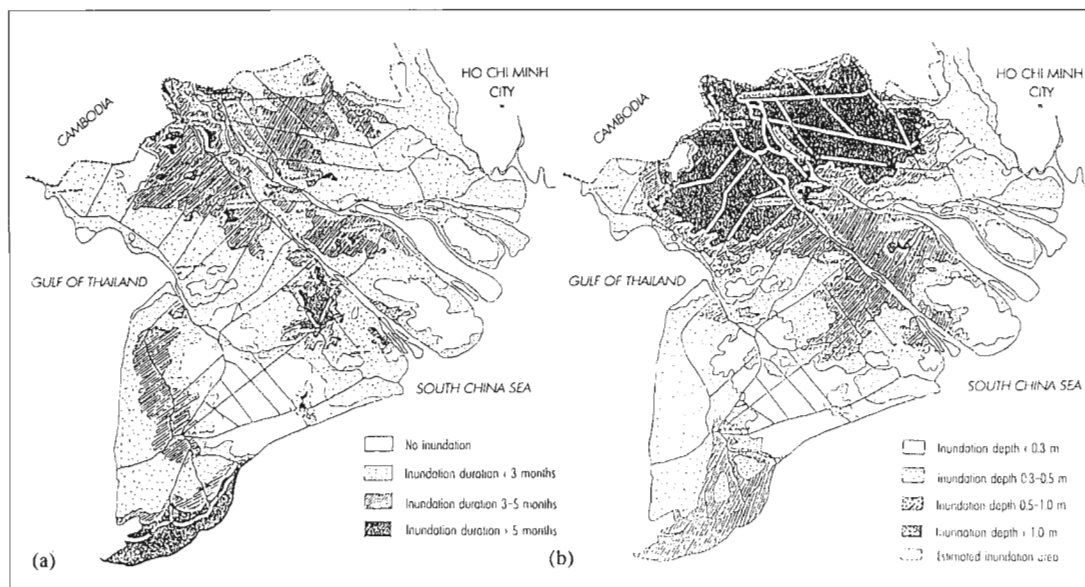 CAMBODIA
HO CHI MINH
CITY
GULF OF THAILAND
SOUTH CHINA SEA
No inundation
Inundation duration < 3 months
Inundation duration 3-5 months
Inundation duration > 5 months
(a)
CAMBODIA
HO CHI MINH
CITY
GULF OF THAILAND
SOUTH CHINA SEA
Inundation depth < 0.3 m
Inundation depth 0.3-0.5 m
Inundation depth 0.5-1.0 m
Inundation depth > 1.0 m
Estimated inundation area
(b)